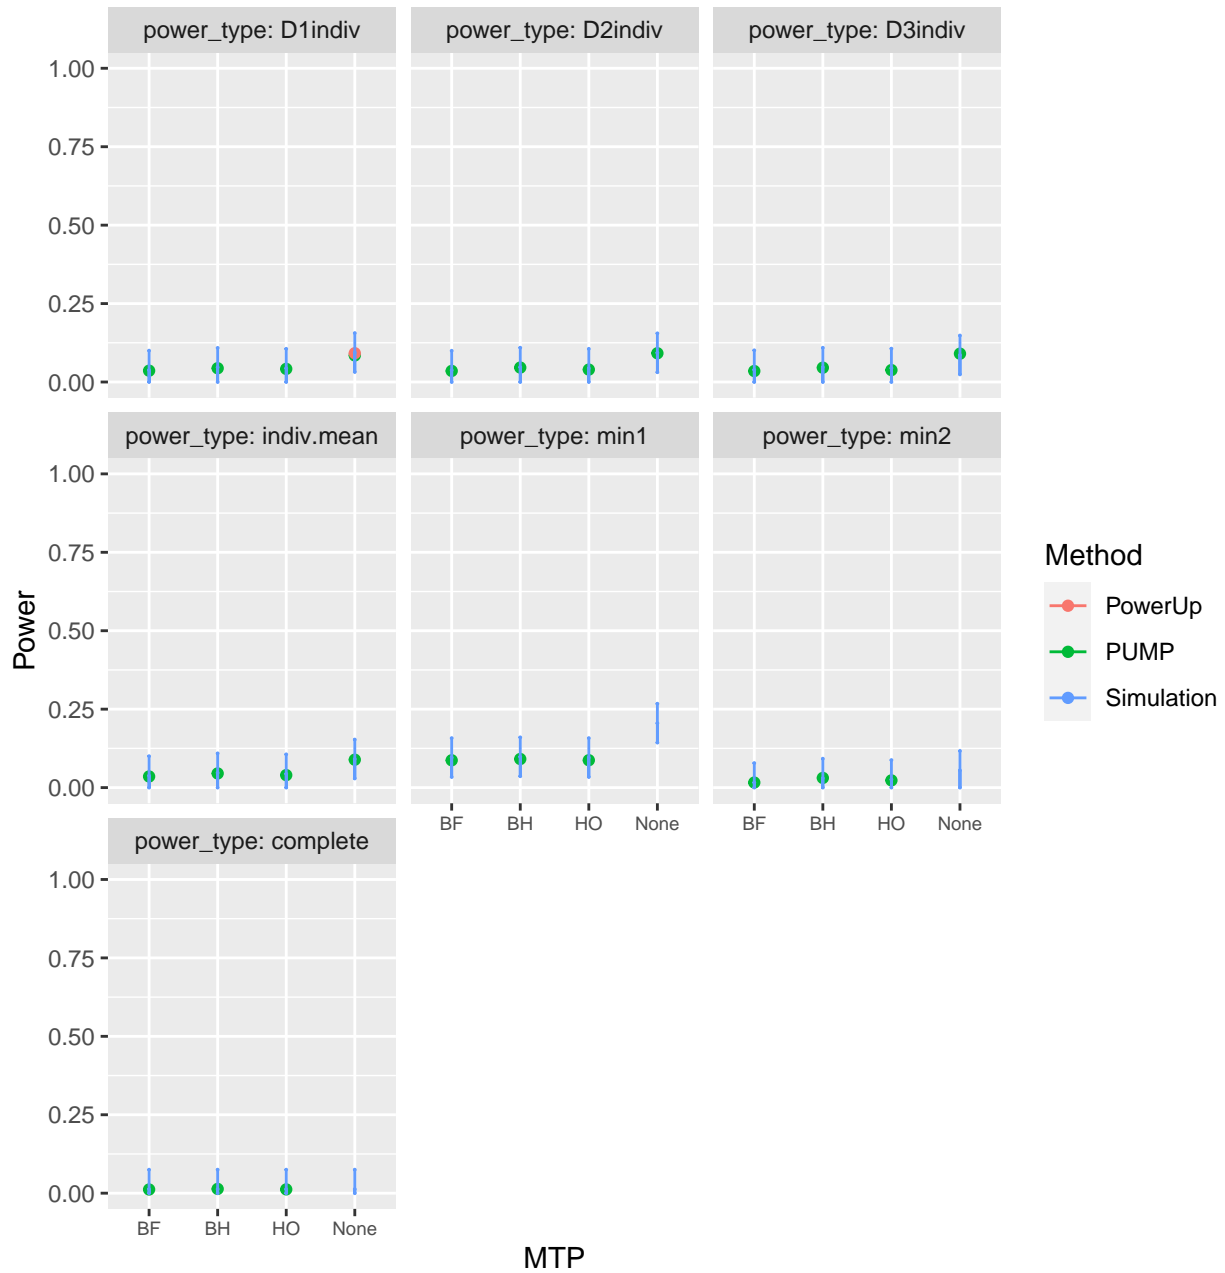 power_type: D1indiv
power_type: D2indiv
power_type: D3indiv
1.00
0.75
0.50
0.25
0.00
power_type: indiv.mean
power_type: min1
power_type: min2
1.00
0.75
0.50
0.25
0.00
BF BH HO None
BF BH HO None
power_type: complete
1.00
0.75
0.50
0.25
0.00
BF BH HO None
MTP
Power
Method
PowerUp
PUMP
Simulation